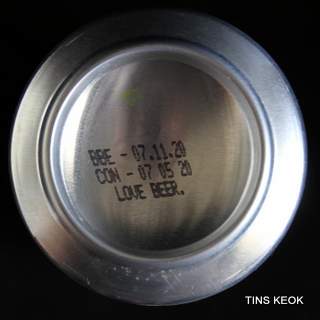 BBE - 07.11.20
CON - 07 05 20
LOVE BEER.
TINS KEOK